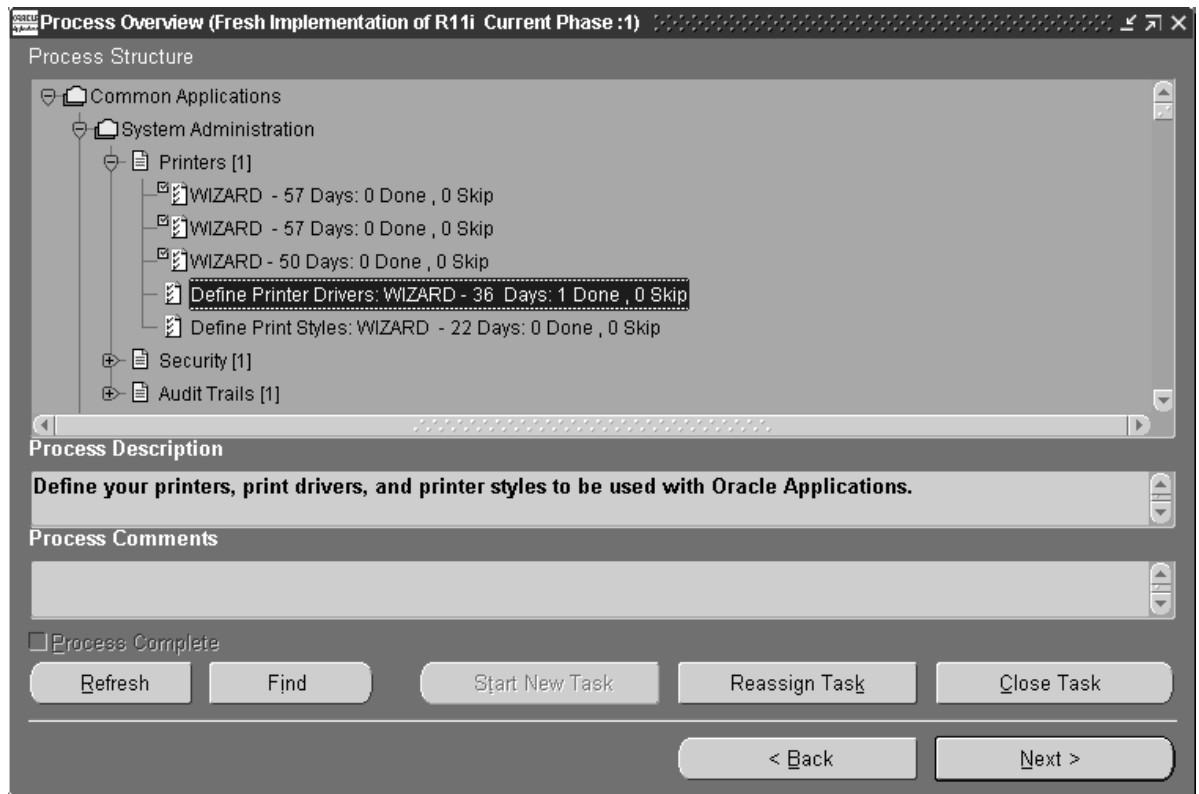 Process Overview (Fresh Implementation of R11i Current Phase :1)
Process Structure
Common Applications
System Administration
Printers [1]
WIZARD - 57 Days: 0 Done , 0 Skip
WIZARD - 57 Days: 0 Done , 0 Skip
WIZARD - 50 Days: 0 Done , 0 Skip
Define Printer Drivers: WIZARD - 36 Days: 1 Done , 0 Skip
Define Print Styles: WIZARD - 22 Days: 0 Done , 0 Skip
Security [1]
Audit Trails [1]
Process Description
Define your printers, print drivers, and printer styles to be used with Oracle Applications.
Process Comments
Process Complete
Refresh Find Start New Task Reassign Task Close Task
< Back Next >